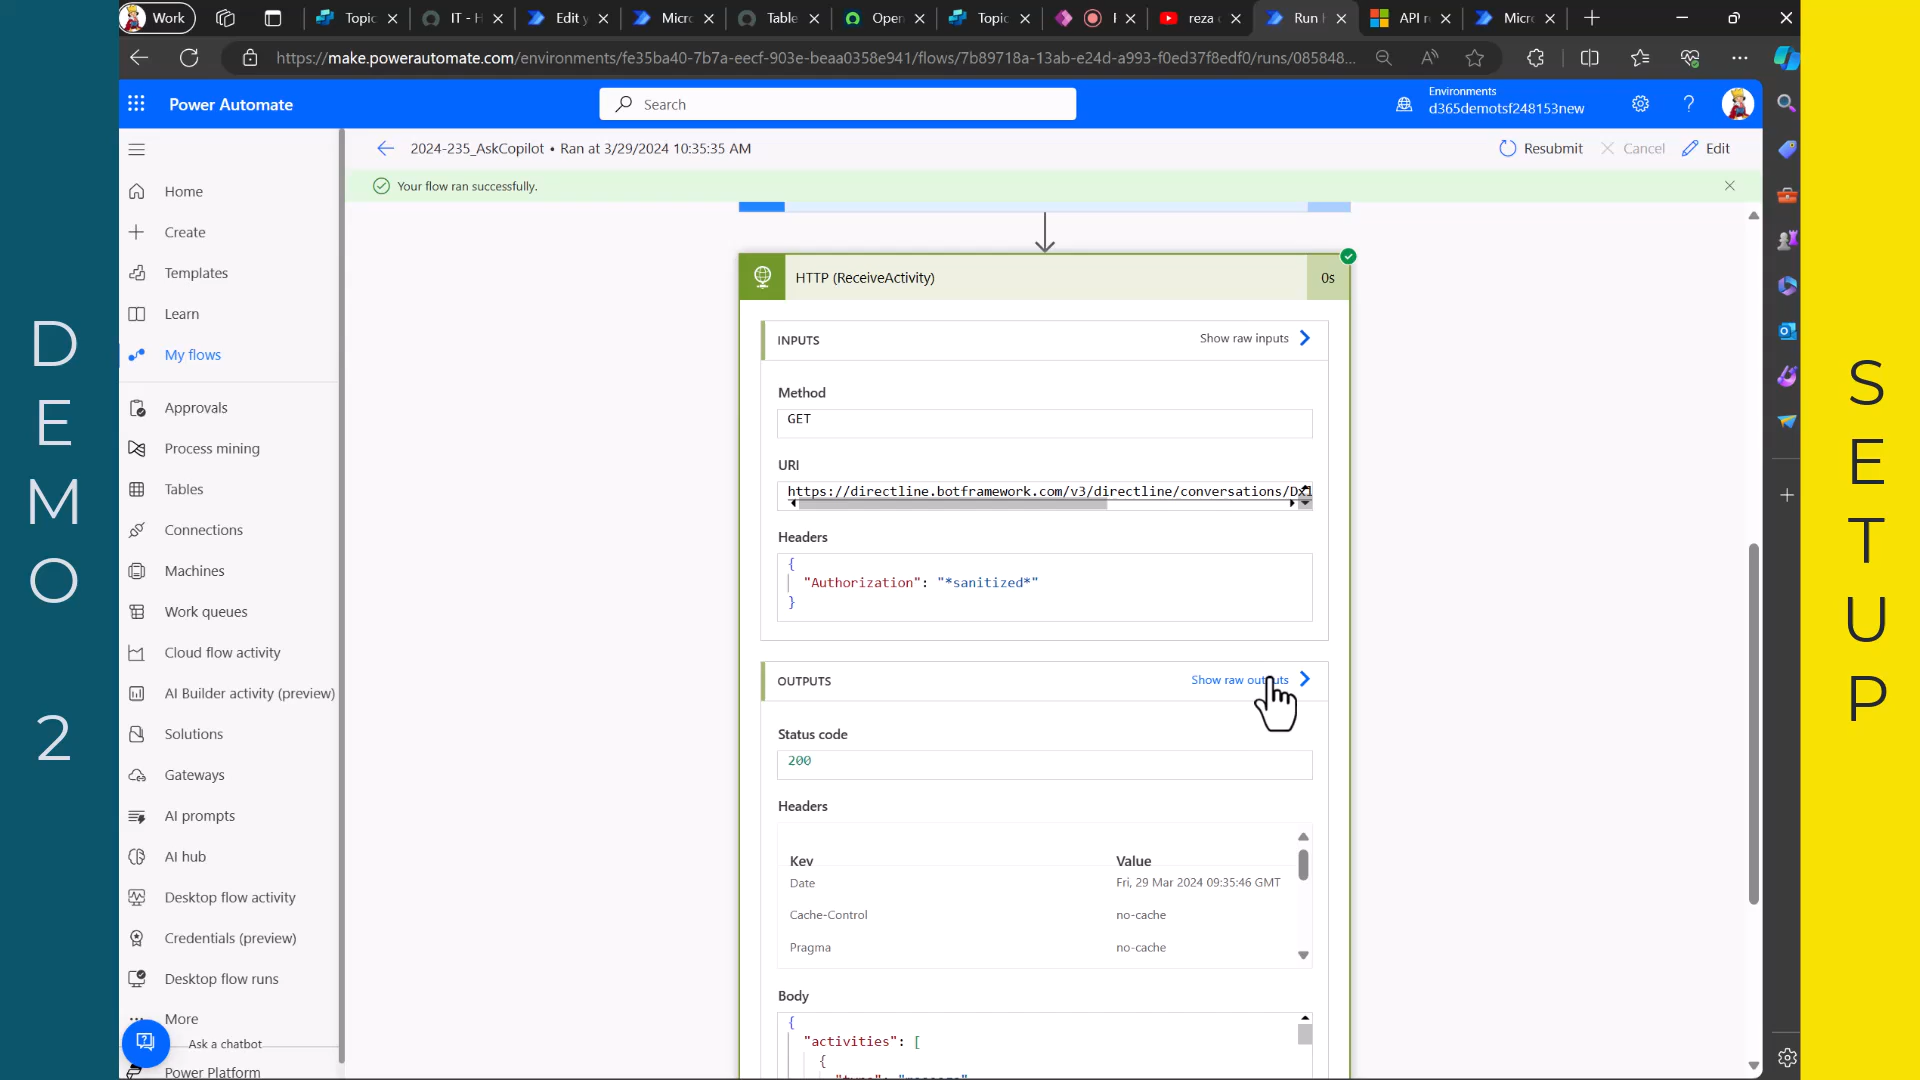 DEMO 2
Work
Topic
IT - H
Edit y
Micro
Table
Open
Topic
reza
Run
API r
Micro
https://make.powerautomate.com/environments/fe35ba40-7b7a-eecf-903e-beaa0358e941/flows/7b89718a-13ab-e24d-a993-f0ed37f8edf0/runs/085848...
Power Automate
Search
Environments
d365demotsf248153new
2024-235_AskCopilot • Ran at 3/29/2024 10:35:35 AM
Resubmit
Cancel
Edit
Your flow ran successfully.
Home
Create
Templates
Learn
My flows
Approvals
Process mining
Tables
Connections
Machines
Work queues
Cloud flow activity
AI Builder activity (preview)
Solutions
Gateways
AI prompts
AI hub
Desktop flow activity
Credentials (preview)
Desktop flow runs
More
Ask a chatbot
Power Platform
HTTP (ReceiveActivity)
0s
INPUTS
Show raw inputs
Method
GET
URI
https://directline.botframework.com/v3/directline/conversations/
Headers
{
"Authorization": "*sanitized*"
}
OUTPUTS
Show raw outputs
Status code
200
Headers
Key Value
Date Fri, 29 Mar 2024 09:35:46 GMT
Cache-Control no-cache
Pragma no-cache
Body
{
"activities": [
{
"type": "message"
SETUP